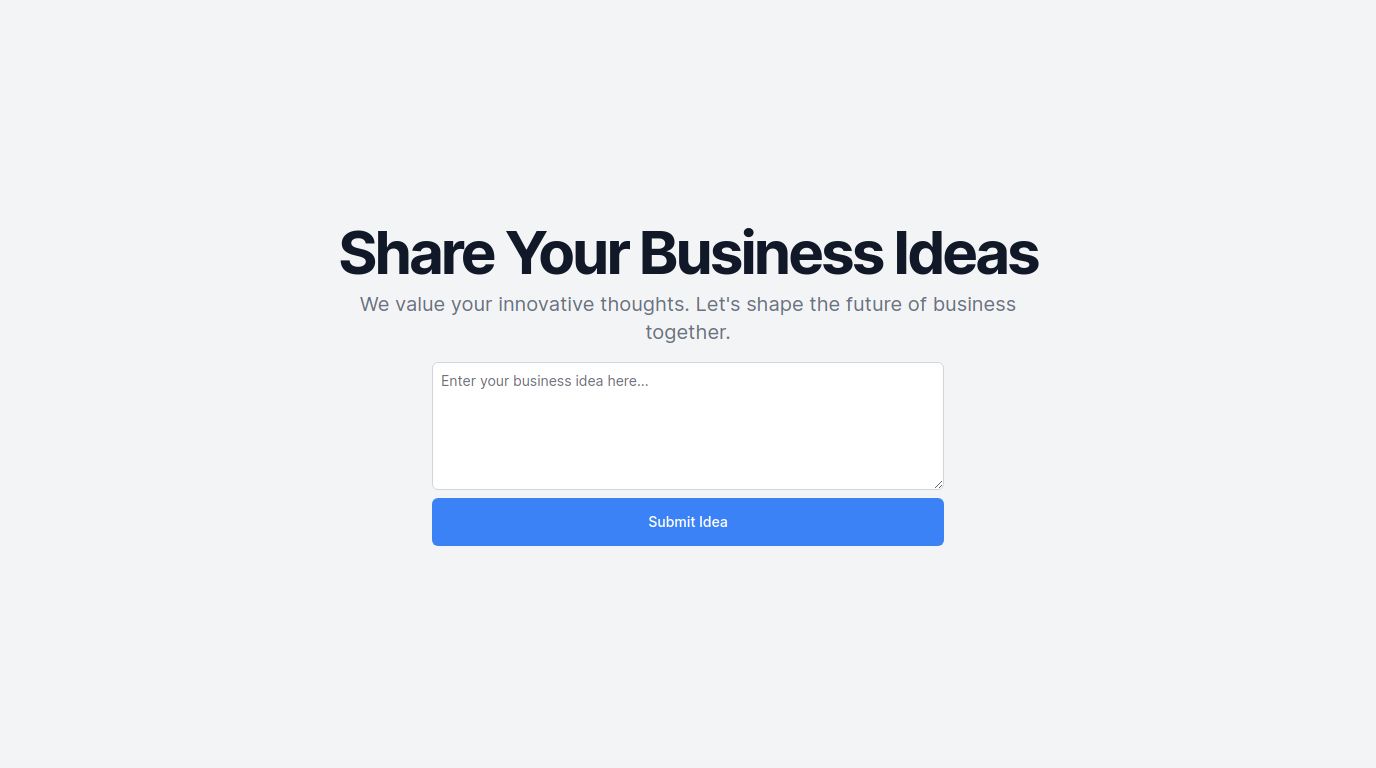 Share Your Business Ideas
We value your innovative thoughts. Let's shape the future of business
together.
Enter your business idea here...
Submit Idea